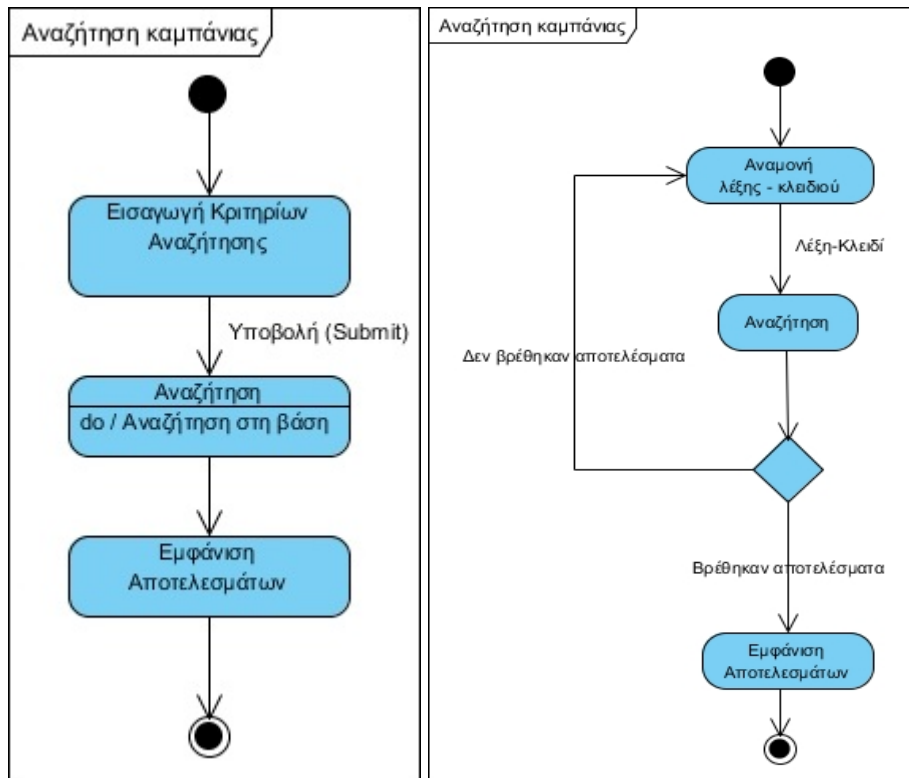 Αναζήτηση καμπάνιας
Εισαγωγή Κριτηρίων
Αναζήτησης
Υποβολή (Submit)
Αναζήτηση
do / Αναζήτηση στη βάση
Εμφάνιση
Αποτελεσμάτων
Αναζήτηση καμπάνιας
Αναμονή
λέξης - κλειδιού
Λέξη-Κλειδί
Αναζήτηση
Δεν βρέθηκαν αποτελέσματα
Βρέθηκαν αποτελέσματα
Εμφάνιση
Αποτελεσμάτων